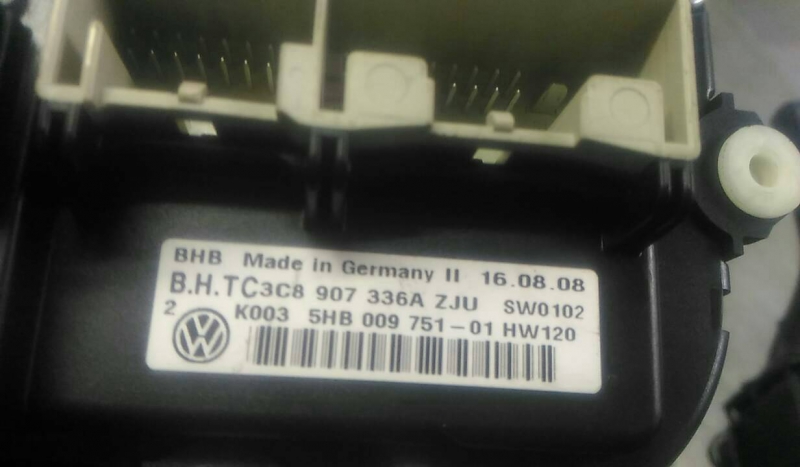 BHB Made in Germany II 16.08.08
B.H.TC3C8 907 336A ZJU SW0102
2 K003 5HB 009 751-01 HW120
VW